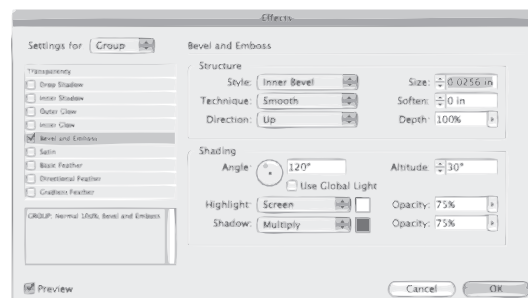 Effects
Settings for Group
Transparency
Drop Shadow
Inner Shadow
Outer Glow
Inner Glow
Bevel and Emboss
Satin
Basic Feather
Directional Feather
Gradient Feather
GROUP: Normal 100%; Bevel and Emboss
Preview
Bevel and Emboss
Structure
Style: Inner Bevel Size: 0.0256 in
Technique: Smooth Soften: 0 in
Direction: Up Depth: 100%
Shading
Angle: 120° Altitude: 30°
Use Global Light
Highlight: Screen Opacity: 75%
Shadow: Multiply Opacity: 75%
Cancel OK